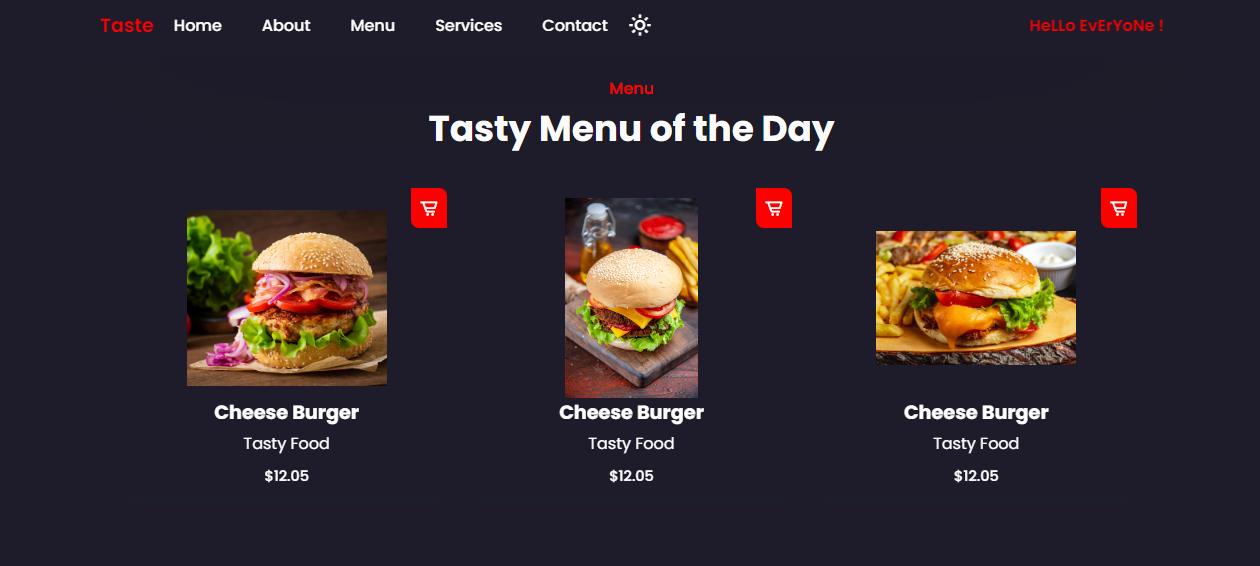 Taste Home About Menu Services Contact HeLLo EvErYoNe !
Menu
Tasty Menu of the Day
Cheese Burger Cheese Burger Cheese Burger
Tasty Food Tasty Food Tasty Food
$12.05 $12.05 $12.05